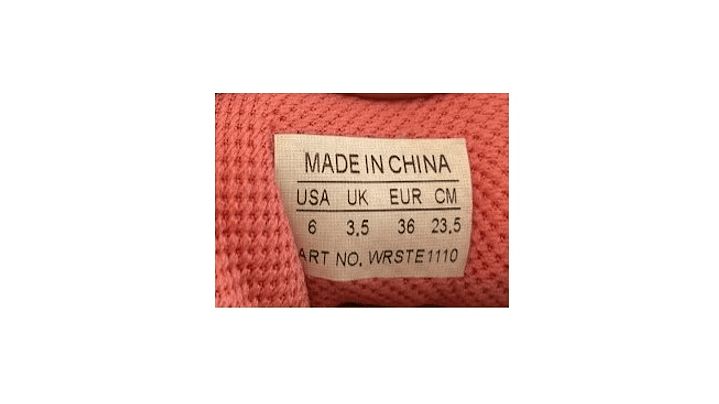 MADE IN CHINA
USA UK EUR CM
6 3.5 36 23.5
ART NO. WRSTE1110